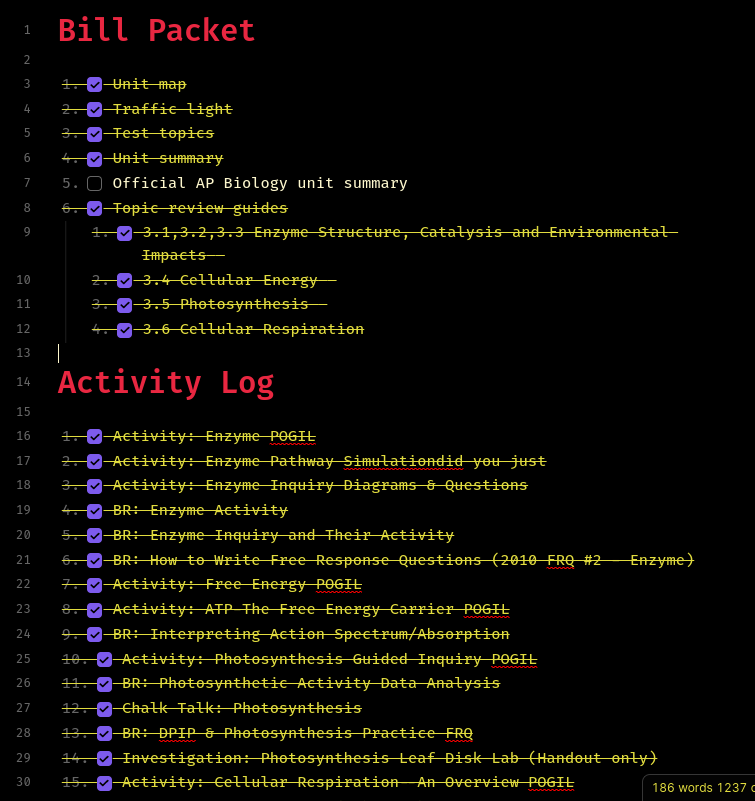 1 Bill Packet
2
3 1. Unit map
4 2. Traffic light
5 3. Test topics
6 4. Unit summary
7 5. Official AP Biology unit summary
8 6. Topic review guides
9 1. 3.1,3.2,3.3 Enzyme Structure, Catalysis and Environmental
Impacts
10 2. 3.4 Cellular Energy
11 3. 3.5 Photosynthesis
12 4. 3.6 Cellular Respiration
13
14 Activity Log
15
16 1. Activity: Enzyme POGIL
17 2. Activity: Enzyme Pathway Simulationdid you just
18 3. Activity: Enzyme Inquiry Diagrams & Questions
19 4. BR: Enzyme Activity
20 5. BR: Enzyme Inquiry and Their Activity
21 6. BR: How to Write Free Response Questions (2010 FRQ #2 - Enzyme)
22 7. Activity: Free Energy POGIL
23 8. Activity: ATP-The Free Energy Carrier POGIL
24 9. BR: Interpreting Action Spectrum/Absorption
25 10. Activity: Photosynthesis Guided Inquiry POGIL
26 11. BR: Photosynthetic Activity Data Analysis
27 12. Chalk Talk: Photosynthesis
28 13. BR: DPIP & Photosynthesis Practice FRQ
29 14. Investigation: Photosynthesis Leaf Disk Lab (Handout only)
30 15. Activity: Cellular Respiration--An Overview POGIL
186 words 1237